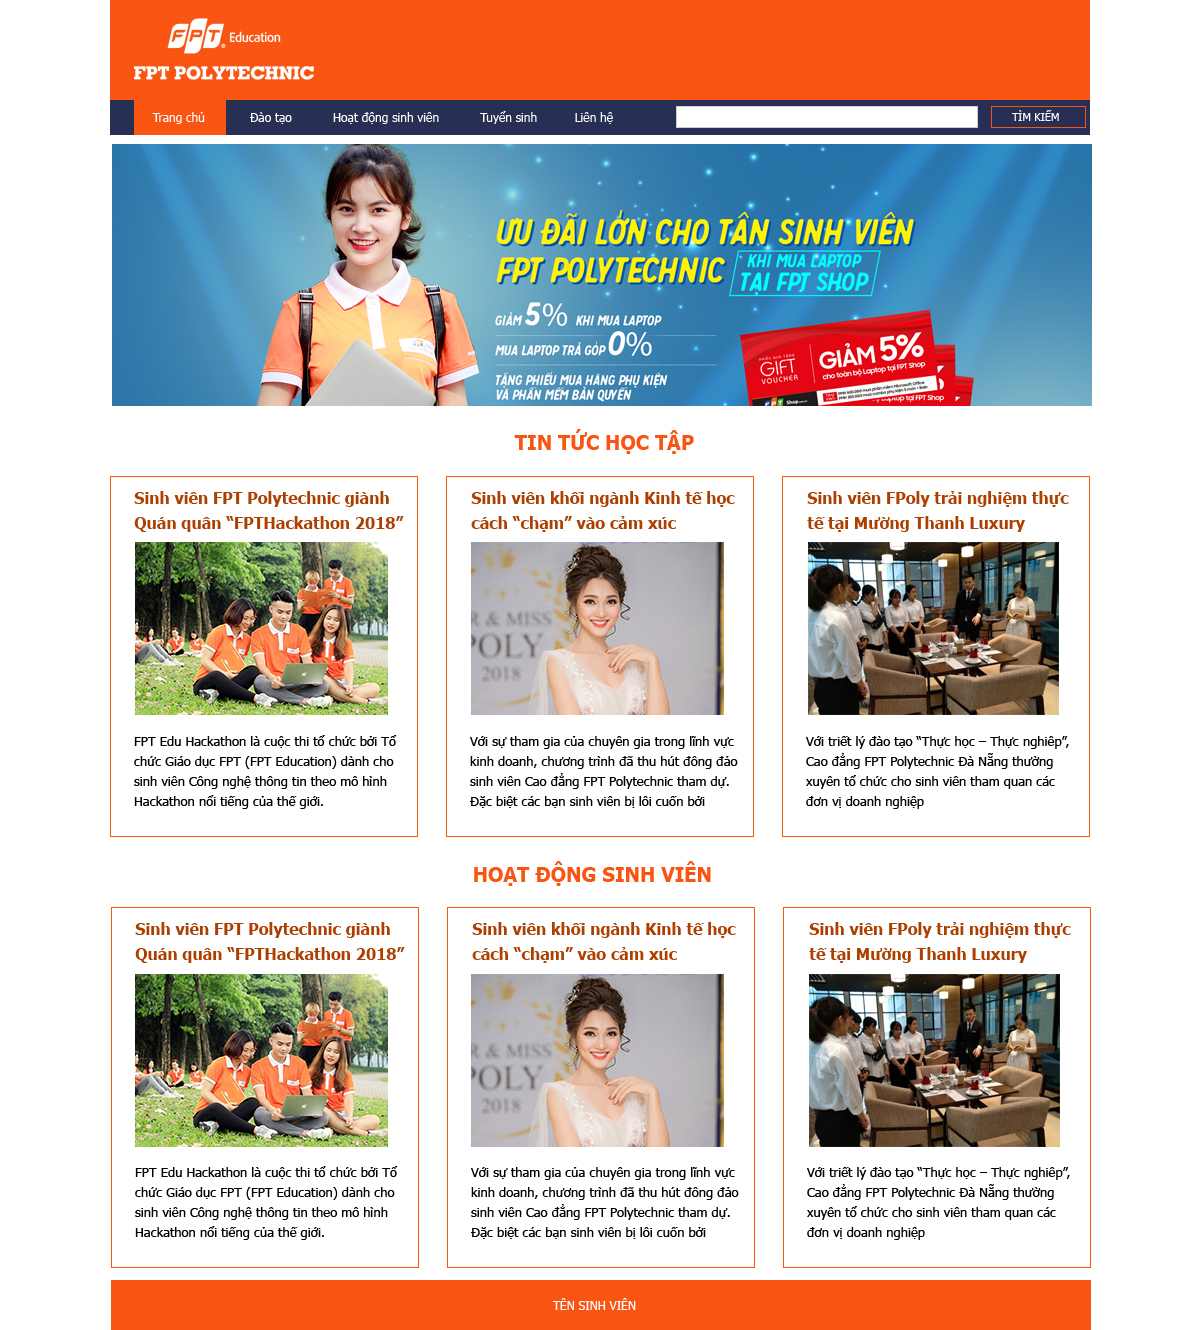 FPT Education
FPT POLYTECHNIC
Trang chủ
Đào tạo
Hoạt động sinh viên
Tuyển sinh
Liên hệ
TÌM KIẾM
ƯU ĐÃI LỚN CHO TÂN SINH VIÊN
FPT POLYTECHNIC
KHI MUA LAPTOP
TẠI FPT SHOP
GIẢM 5% KHI MUA LAPTOP
MUA LAPTOP TRẢ GÓP 0%
TẶNG PHIẾU MUA HÀNG PHỤ KIỆN
VÀ PHẦN MỀM BẢN QUYỀN
PHIẾU QUÀ TẶNG
GIFT
VOUCHER
GIẢM 5%
cho toàn bộ Laptop tại FPT Shop
TIN TỨC HỌC TẬP
Sinh viên FPT Polytechnic giành
Quán quân “FPTHackathon 2018”
FPT Edu Hackathon là cuộc thi tổ chức bởi Tổ
chức Giáo dục FPT (FPT Education) dành cho
sinh viên Công nghệ thông tin theo mô hình
Hackathon nổi tiếng của thế giới.
Sinh viên khối ngành Kinh tế học
cách “chạm” vào cảm xúc
R & MISS
POLY
2018
Với sự tham gia của chuyên gia trong lĩnh vực
kinh doanh, chương trình đã thu hút đông đảo
sinh viên Cao đẳng FPT Polytechnic tham dự.
Đặc biệt các bạn sinh viên bị lôi cuốn bởi
Sinh viên FPoly trải nghiệm thực
tế tại Mường Thanh Luxury
Với triết lý đào tạo “Thực học – Thực nghiêp”,
Cao đẳng FPT Polytechnic Đà Nẵng thường
xuyên tổ chức cho sinh viên tham quan các
đơn vị doanh nghiệp
HOẠT ĐỘNG SINH VIÊN
Sinh viên FPT Polytechnic giành
Quán quân “FPTHackathon 2018”
FPT Edu Hackathon là cuộc thi tổ chức bởi Tổ
chức Giáo dục FPT (FPT Education) dành cho
sinh viên Công nghệ thông tin theo mô hình
Hackathon nổi tiếng của thế giới.
Sinh viên khối ngành Kinh tế học
cách “chạm” vào cảm xúc
R & MISS
POLY
2018
Với sự tham gia của chuyên gia trong lĩnh vực
kinh doanh, chương trình đã thu hút đông đảo
sinh viên Cao đẳng FPT Polytechnic tham dự.
Đặc biệt các bạn sinh viên bị lôi cuốn bởi
Sinh viên FPoly trải nghiệm thực
tế tại Mường Thanh Luxury
Với triết lý đào tạo “Thực học – Thực nghiêp”,
Cao đẳng FPT Polytechnic Đà Nẵng thường
xuyên tổ chức cho sinh viên tham quan các
đơn vị doanh nghiệp
TÊN SINH VIÊN